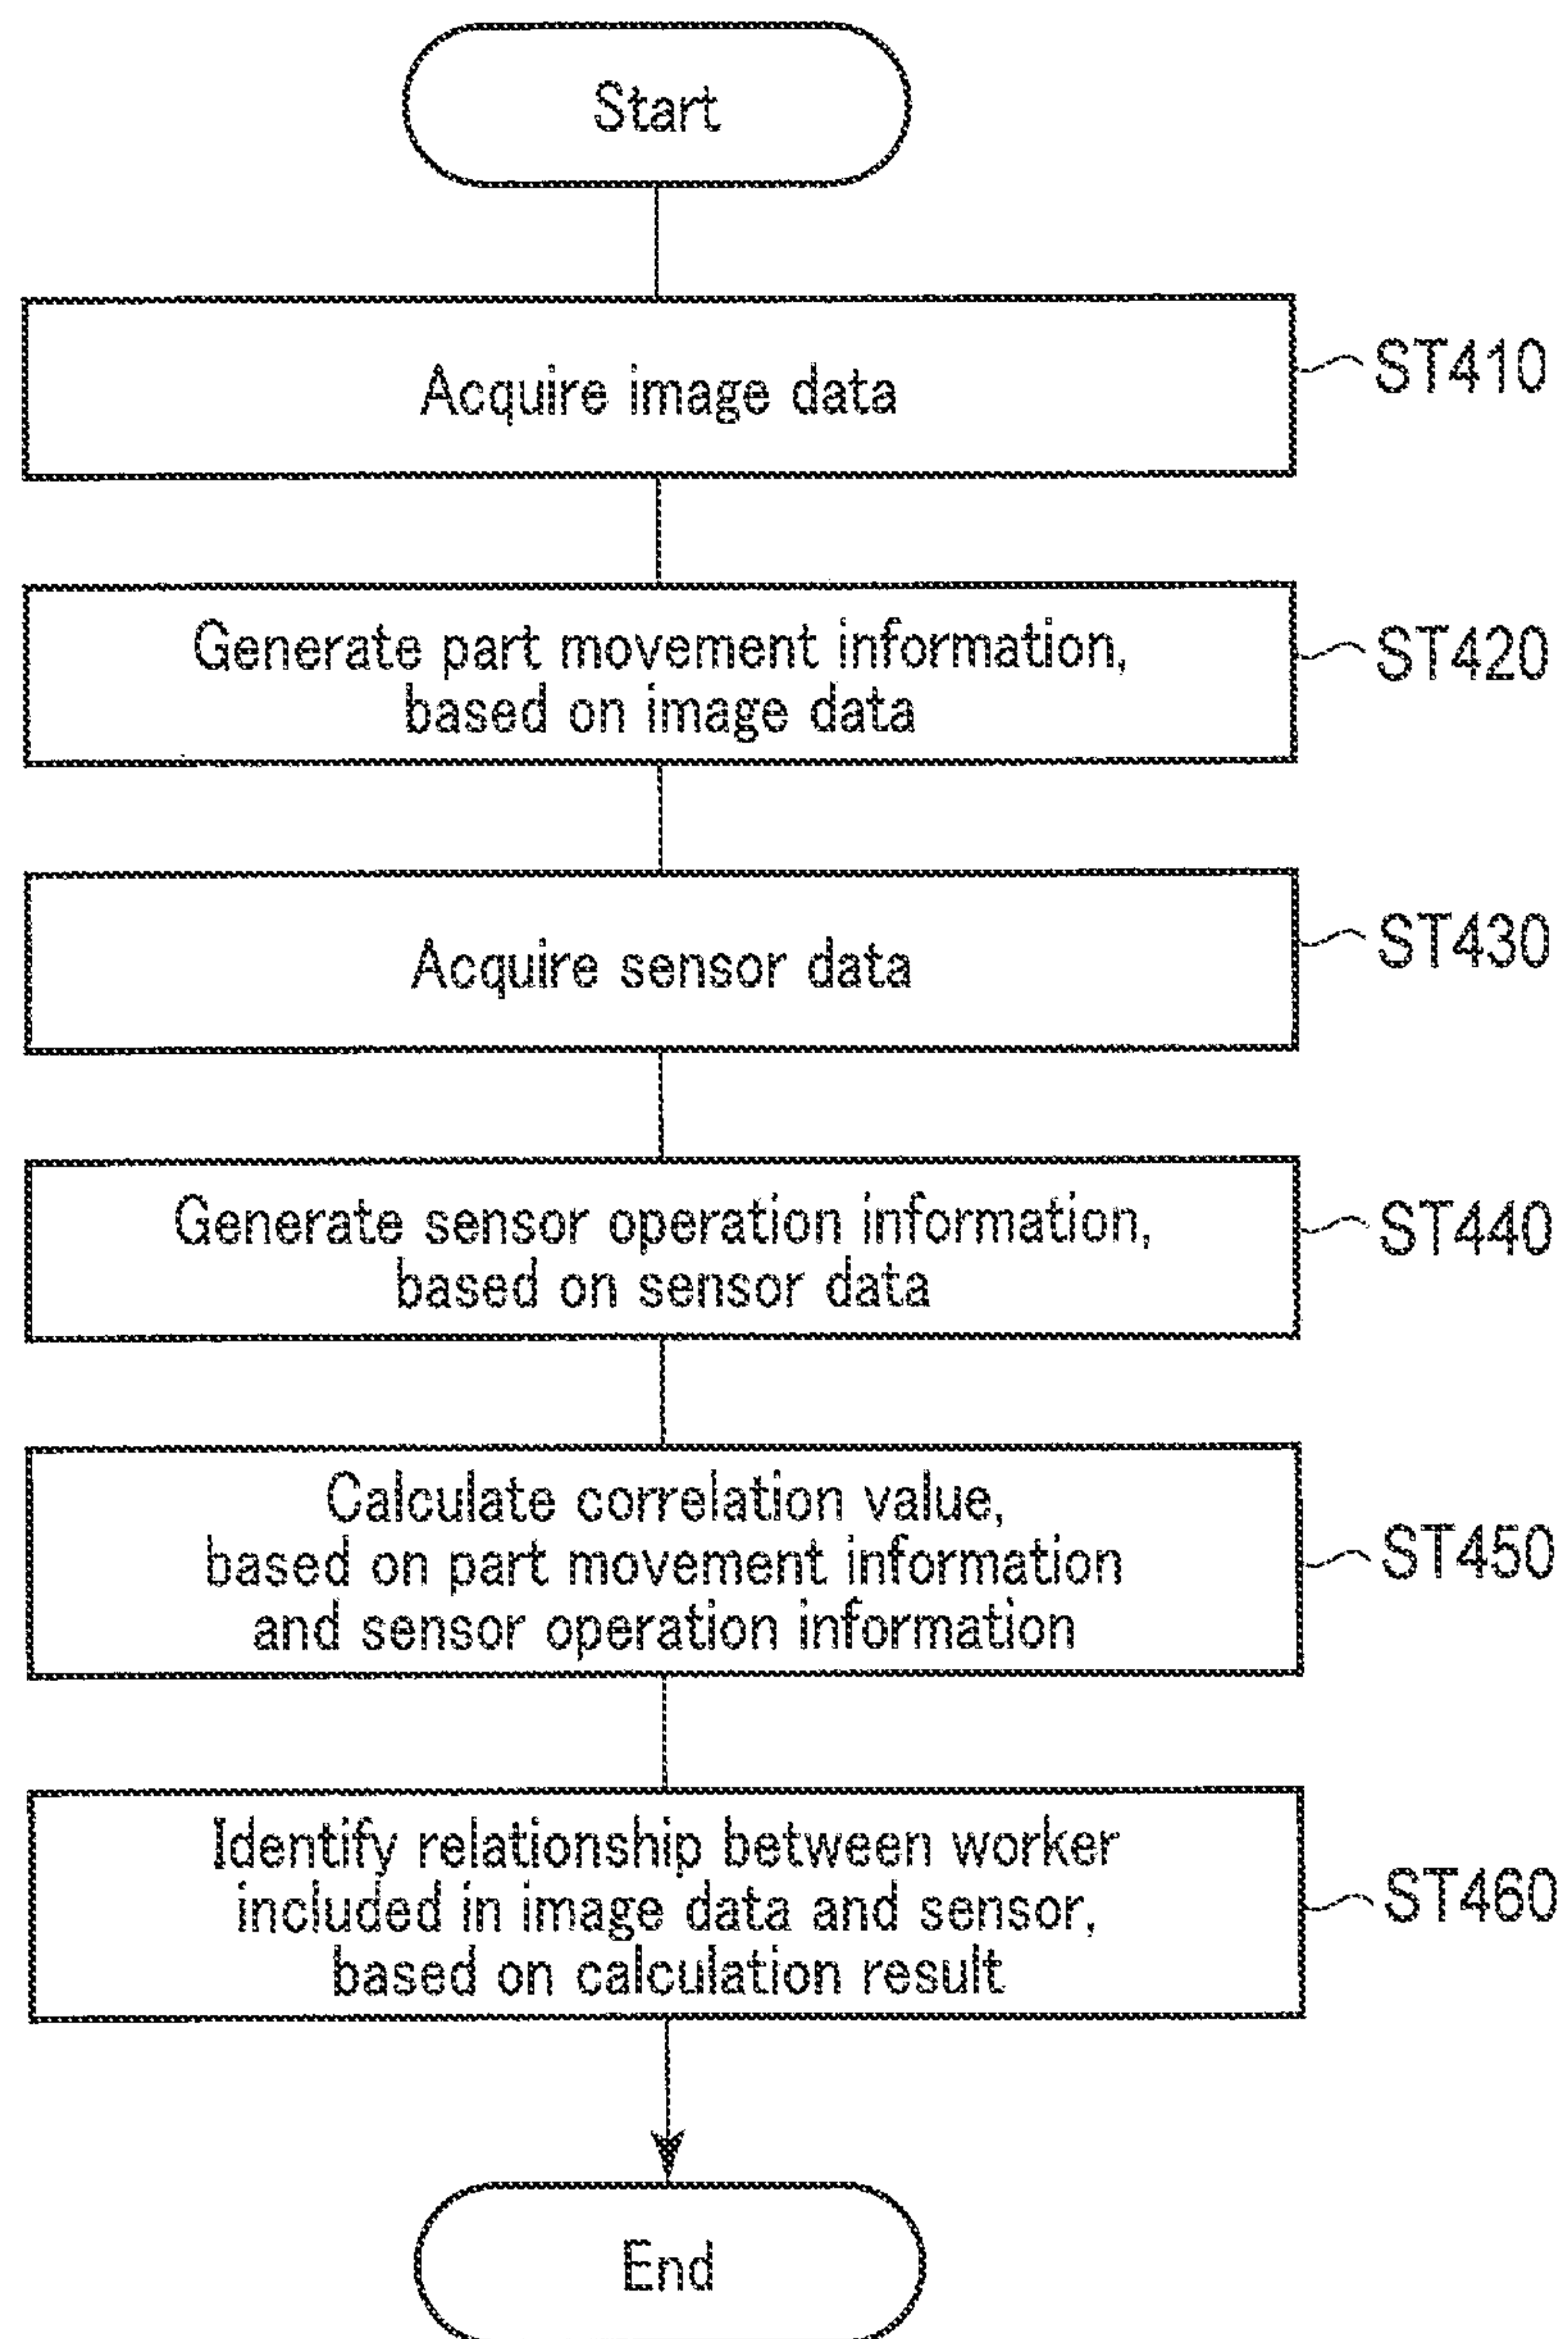 Start
Acquire image data
ST410
Generate part movement information,
based on image data
ST420
Acquire sensor data
ST430
Generate sensor operation information,
based on sensor data
ST440
Calculate correlation value,
based on part movement information
and sensor operation information
ST450
Identify relationship between worker
included in image data and sensor,
based on calculation result
ST460
End